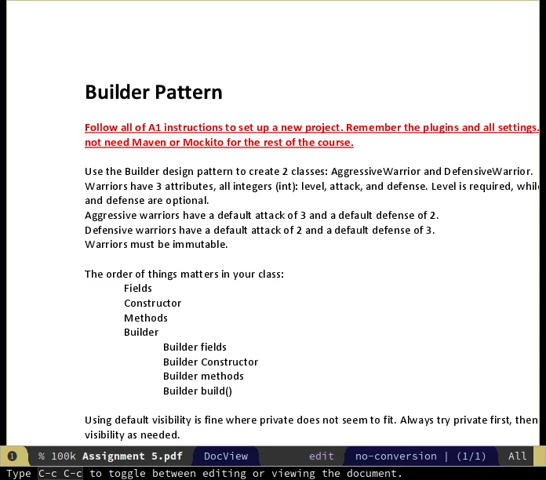 Builder Pattern
Follow all of A1 instructions to set up a new project. Remember the plugins and all settings.
not need Maven or Mockito for the rest of the course.
Use the Builder design pattern to create 2 classes: AggressiveWarrior and DefensiveWarrior.
Warriors have 3 attributes, all integers (int): level, attack, and defense. Level is required, whil
and defense are optional.
Aggressive warriors have a default attack of 3 and a default defense of 2.
Defensive warriors have a default attack of 2 and a default defense of 3.
Warriors must be immutable.
The order of things matters in your class:
Fields
Constructor
Methods
Builder
Builder fields
Builder Constructor
Builder methods
Builder build()
Using default visibility is fine where private does not seem to fit. Always try private first, then
visibility as needed.
1 % 100k Assignment 5.pdf DocView edit no-conversion | (1/1) All
Type C-c C-c to toggle between editing or viewing the document.